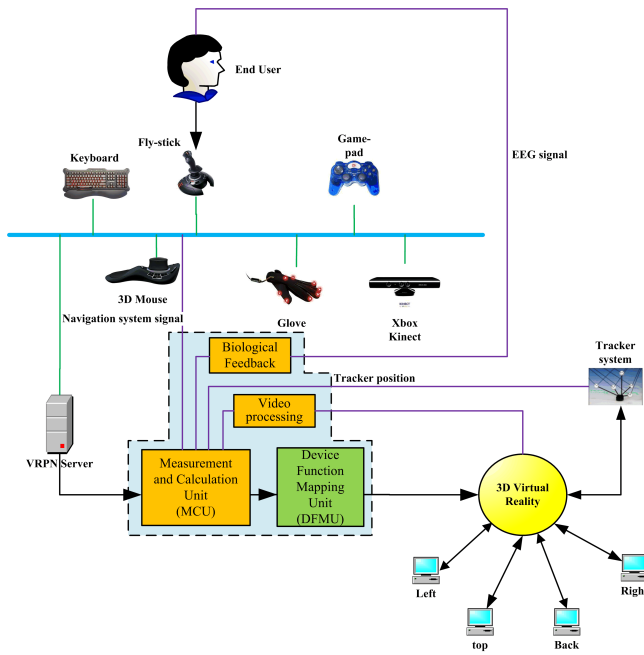 End User
Fly-stick
Game-
pad
Keyboard
EEG signal
3D Mouse
Navigation system signal
Glove
Xbox
Kinect
Biological
Feedback
Tracker
system
Tracker position
Video
processing
VRPN Server
Measurement
and Calculation
Unit
(MCU)
Device
Function
Mapping
Unit
(DFMU)
3D Virtual
Reality
Left
Righ
top
Back